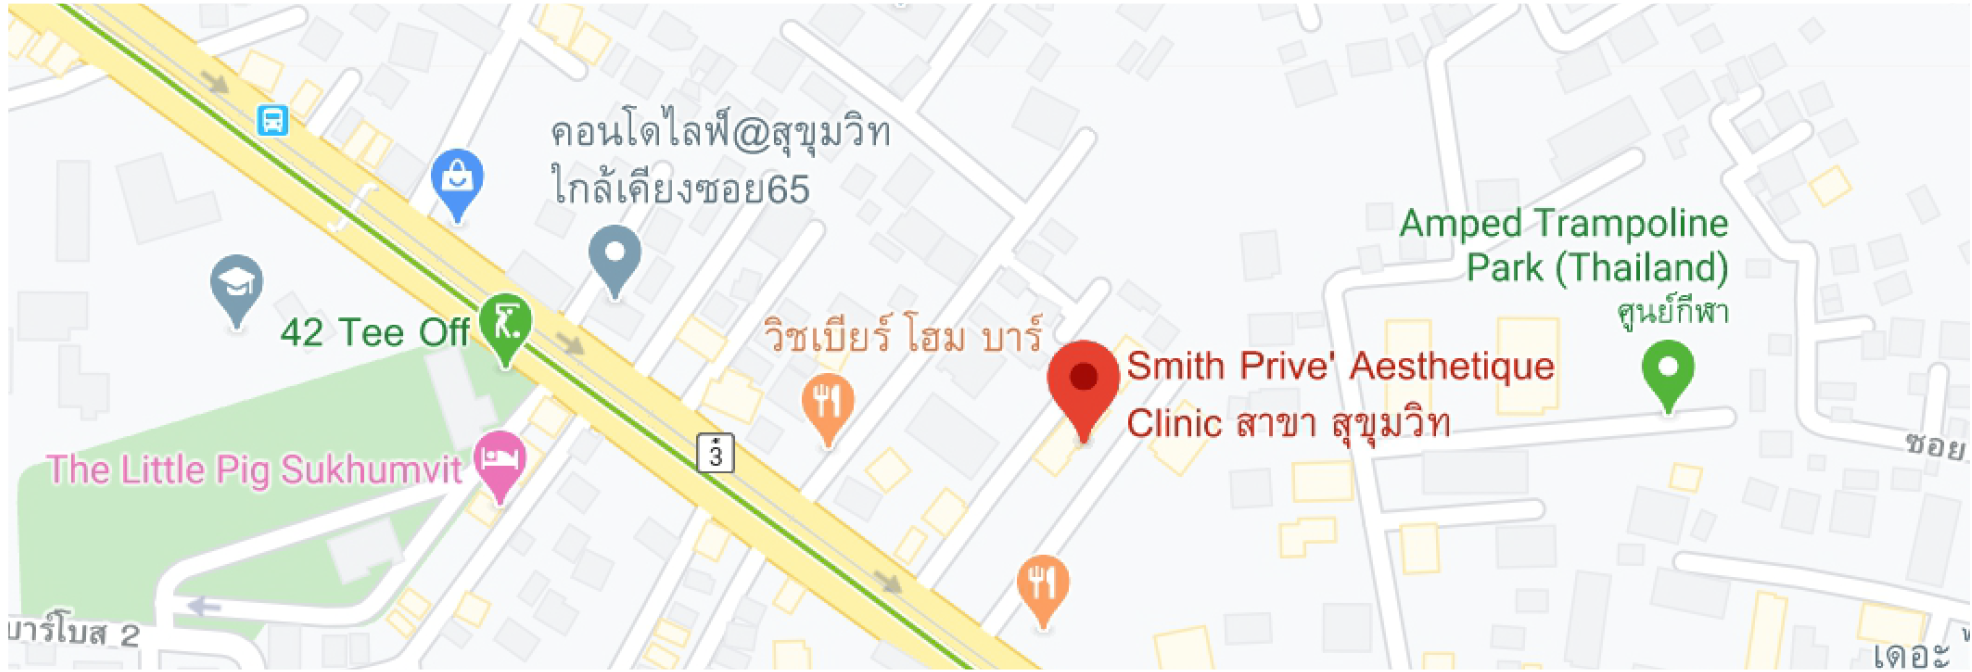 คอนโดไลฟ์@สุขุมวิท
ใกล้เคียงซอย65
Amped Trampoline
Park (Thailand)
ศูนย์กีฬา
42 Tee Off
วิชเบียร์ โฮม บาร์
Smith Prive' Aesthetique
Clinic สาขา สุขุมวิท
3
The Little Pig Sukhumvit
ซอย
บาร์โบส 2
เดอะ